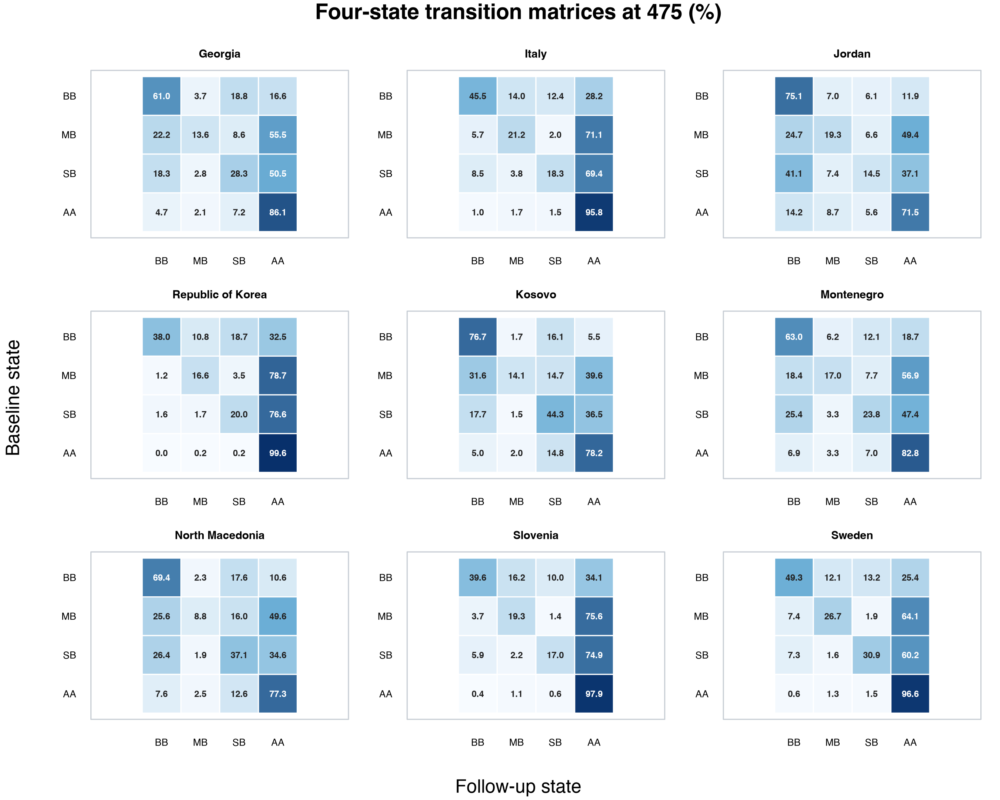 Four-state transition matrices at 475 (%)
Georgia
BB 61.0 3.7 18.8 16.6
MB 22.2 13.6 8.6 55.5
SB 18.3 2.8 28.3 50.5
AA 4.7 2.1 7.2 86.1
BB MB SB AA
Italy
BB 45.5 14.0 12.4 28.2
MB 5.7 21.2 2.0 71.1
SB 8.5 3.8 18.3 69.4
AA 1.0 1.7 1.5 95.8
BB MB SB AA
Jordan
BB 75.1 7.0 6.1 11.9
MB 24.7 19.3 6.6 49.4
SB 41.1 7.4 14.5 37.1
AA 14.2 8.7 5.6 71.5
BB MB SB AA
Baseline state
Republic of Korea
BB 38.0 10.8 18.7 32.5
MB 1.2 16.6 3.5 78.7
SB 1.6 1.7 20.0 76.6
AA 0.0 0.2 0.2 99.6
BB MB SB AA
Kosovo
BB 76.7 1.7 16.1 5.5
MB 31.6 14.1 14.7 39.6
SB 17.7 1.5 44.3 36.5
AA 5.0 2.0 14.8 78.2
BB MB SB AA
Montenegro
BB 63.0 6.2 12.1 18.7
MB 18.4 17.0 7.7 56.9
SB 25.4 3.3 23.8 47.4
AA 6.9 3.3 7.0 82.8
BB MB SB AA
North Macedonia
BB 69.4 2.3 17.6 10.6
MB 25.6 8.8 16.0 49.6
SB 26.4 1.9 37.1 34.6
AA 7.6 2.5 12.6 77.3
BB MB SB AA
Slovenia
BB 39.6 16.2 10.0 34.1
MB 3.7 19.3 1.4 75.6
SB 5.9 2.2 17.0 74.9
AA 0.4 1.1 0.6 97.9
BB MB SB AA
Sweden
BB 49.3 12.1 13.2 25.4
MB 7.4 26.7 1.9 64.1
SB 7.3 1.6 30.9 60.2
AA 0.6 1.3 1.5 96.6
BB MB SB AA
Follow-up state